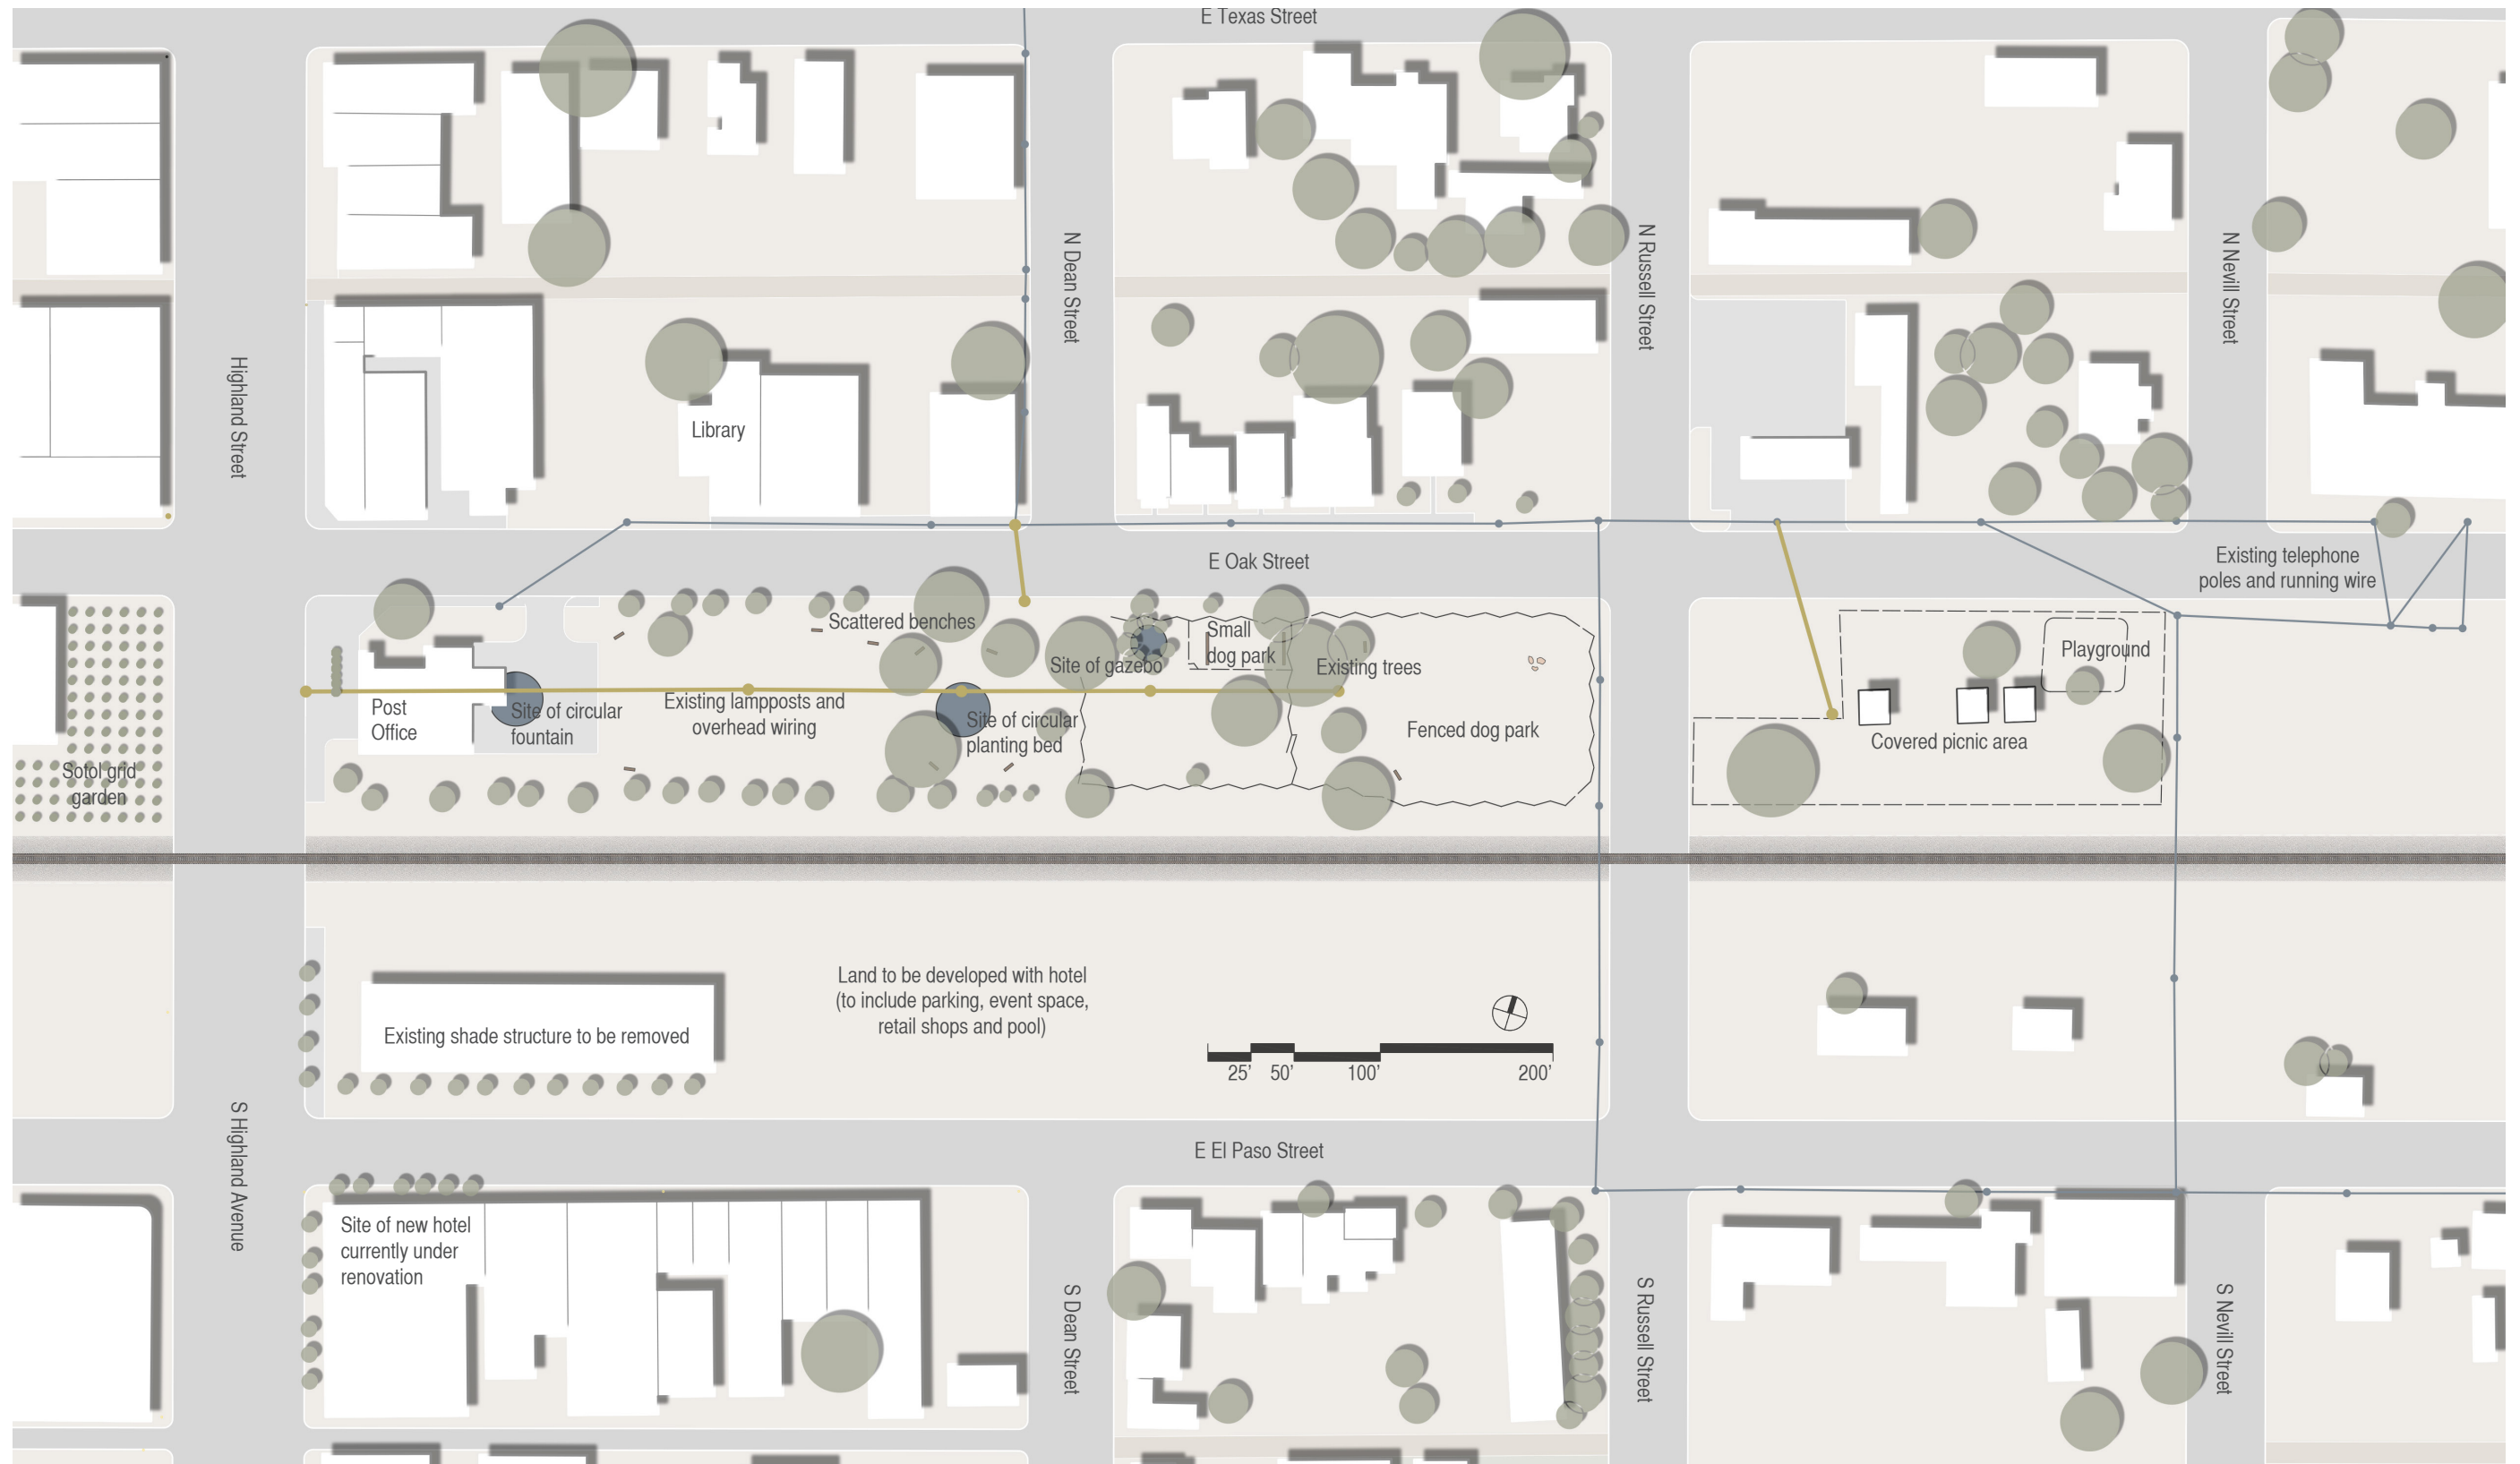 E Texas Street
N Dean Street
N Russell Street
N Nevill Street
Highland Street
Library
E Oak Street
Existing telephone
poles and running wire
Scattered benches
Small
dog park
Site of gazebo
Existing trees
Playground
Post
Office
Site of circular
fountain
Existing lampposts and
overhead wiring
Site of circular
planting bed
Fenced dog park
Covered picnic area
Sotol grid
garden
Land to be developed with hotel
(to include parking, event space,
retail shops and pool)
Existing shade structure to be removed
25' 50' 100' 200'
S Highland Avenue
E El Paso Street
Site of new hotel
currently under
renovation
S Dean Street
S Russell Street
S Nevill Street